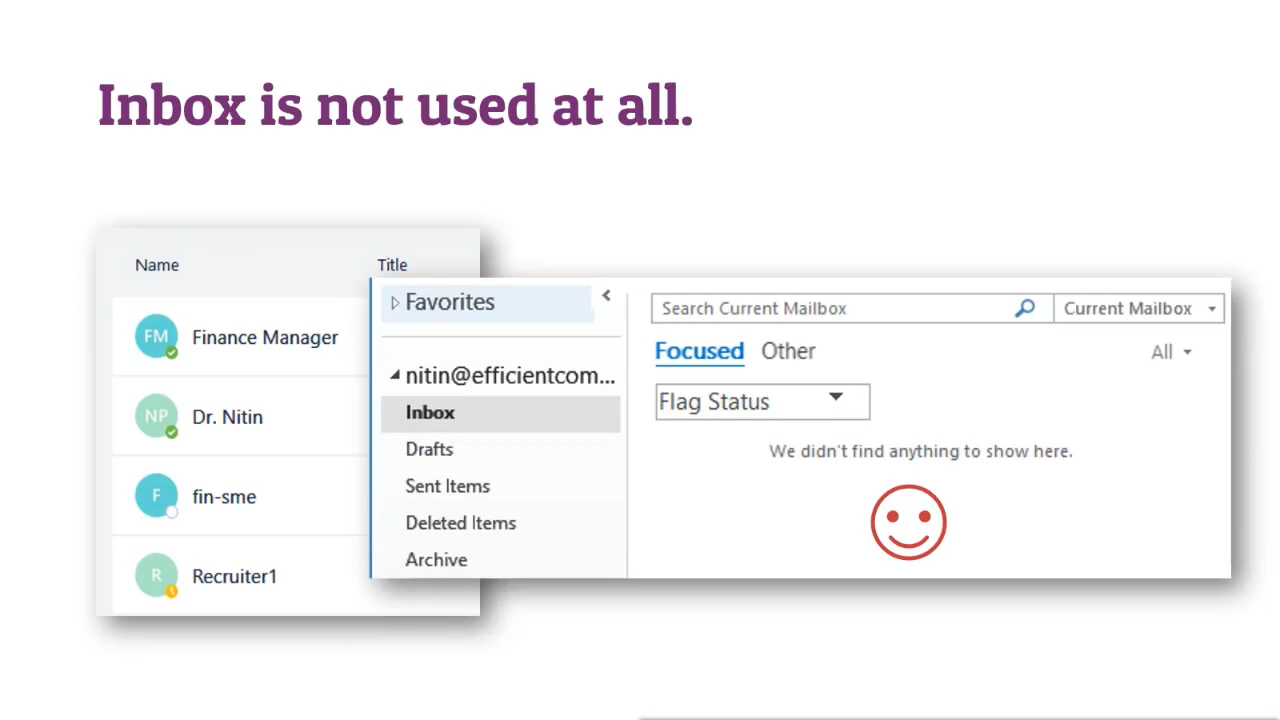 Inbox is not used at all.
Name
Title
FM
Finance Manager
NP
Dr. Nitin
F
fin-sme
R
Recruiter1
Favorites
nitin@efficientcom...
Inbox
Drafts
Sent Items
Deleted Items
Archive
Search Current Mailbox
Current Mailbox
Focused Other
All
Flag Status
We didn't find anything to show here.